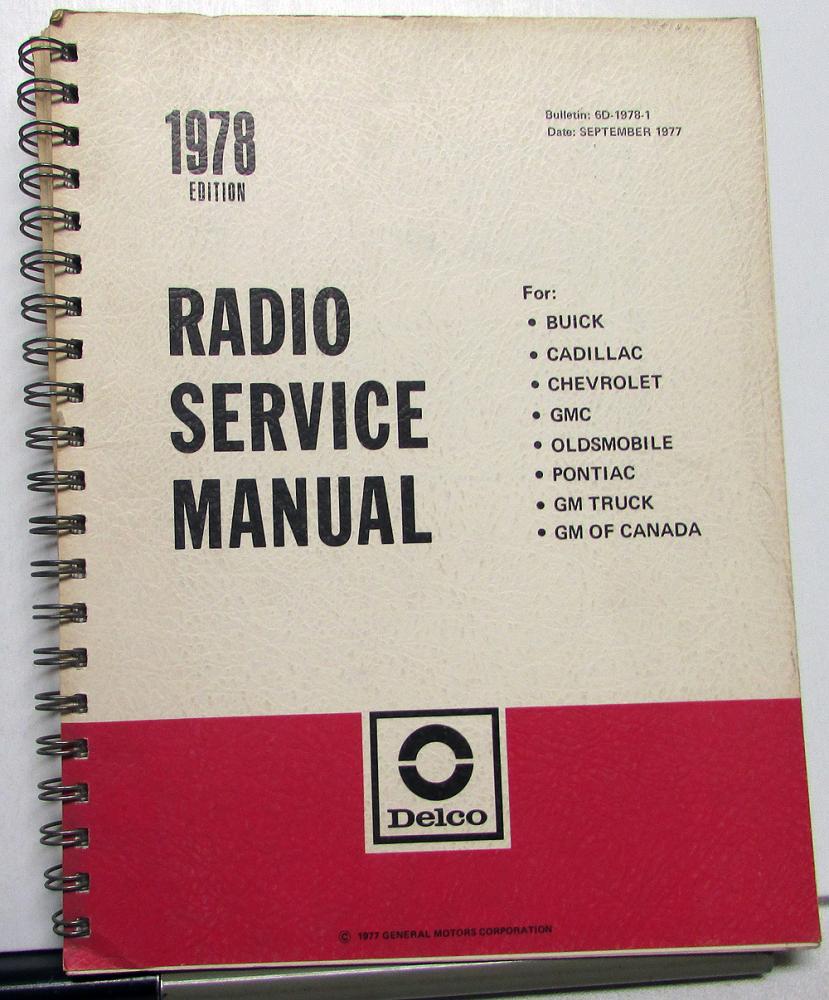 1978
EDITION
Bulletin: 6D-1978-1
Date: SEPTEMBER 1977
RADIO
SERVICE
MANUAL
For:
• BUICK
• CADILLAC
• CHEVROLET
• GMC
• OLDSMOBILE
• PONTIAC
• GM TRUCK
• GM OF CANADA
Delco
© 1977 GENERAL MOTORS CORPORATION